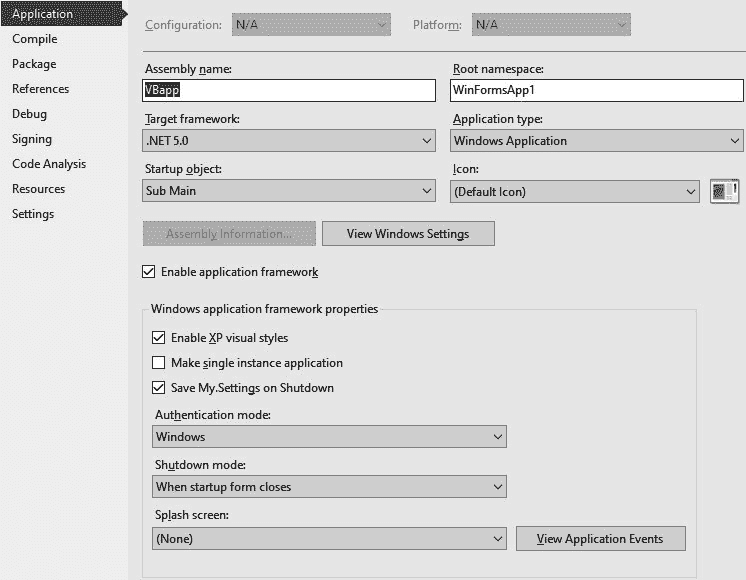 Application
Compile
Package
References
Debug
Signing
Code Analysis
Resources
Settings
Configuration: N/A Platform: N/A
Assembly name: Root namespace:
VBapp WinFormsApp1
Target framework: Application type:
.NET 5.0 Windows Application
Startup object: Icon:
Sub Main (Default Icon)
Assembly Information... View Windows Settings
Enable application framework
Windows application framework properties
Enable XP visual styles
Make single instance application
Save My.Settings on Shutdown
Authentication mode:
Windows
Shutdown mode:
When startup form closes
Splash screen:
(None) View Application Events